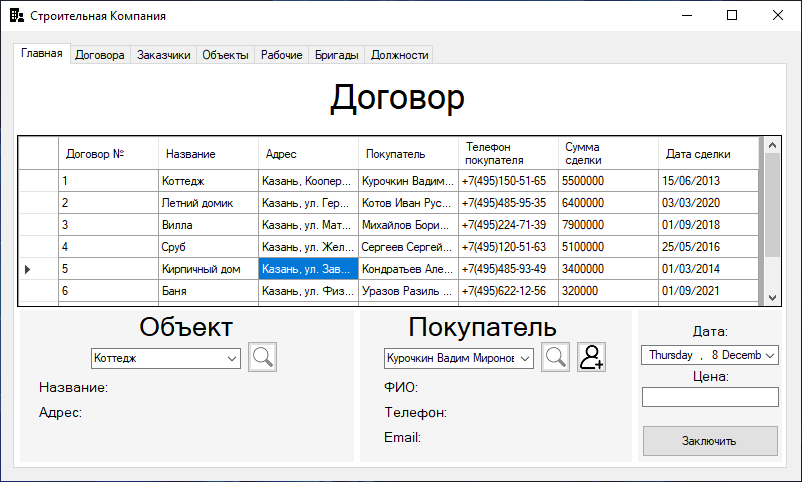 Строительная Компания
Главная Договора Заказчики Объекты Рабочие Бригады Должности
Договор
Договор № Название Адрес Покупатель Телефон покупателя Сумма сделки Дата сделки
1 Коттедж Казань, Коопер... Курочкин Вадим... +7(495)150-51-65 5500000 15/06/2013
2 Летний домик Казань, ул. Гер... Котов Иван Рус... +7(495)485-95-35 6400000 03/03/2020
3 Вилла Казань, ул. Мат... Михайлов Бори... +7(495)224-71-39 7900000 01/09/2018
4 Сруб Казань, ул. Жел... Сергеев Сергей... +7(495)120-51-63 5100000 25/05/2016
5 Кирпичный дом Казань, ул. Зав... Кондратьев Але... +7(495)485-93-49 3400000 01/03/2014
6 Баня Казань, ул. Физ... Уразов Разиль ... +7(495)622-12-56 320000 01/09/2021
Объект
Коттедж
Название:
Адрес:
Покупатель
Курочкин Вадим Миронов
ФИО:
Телефон:
Email:
Дата:
Thursday , 8 Decemb
Цена:
Заключить